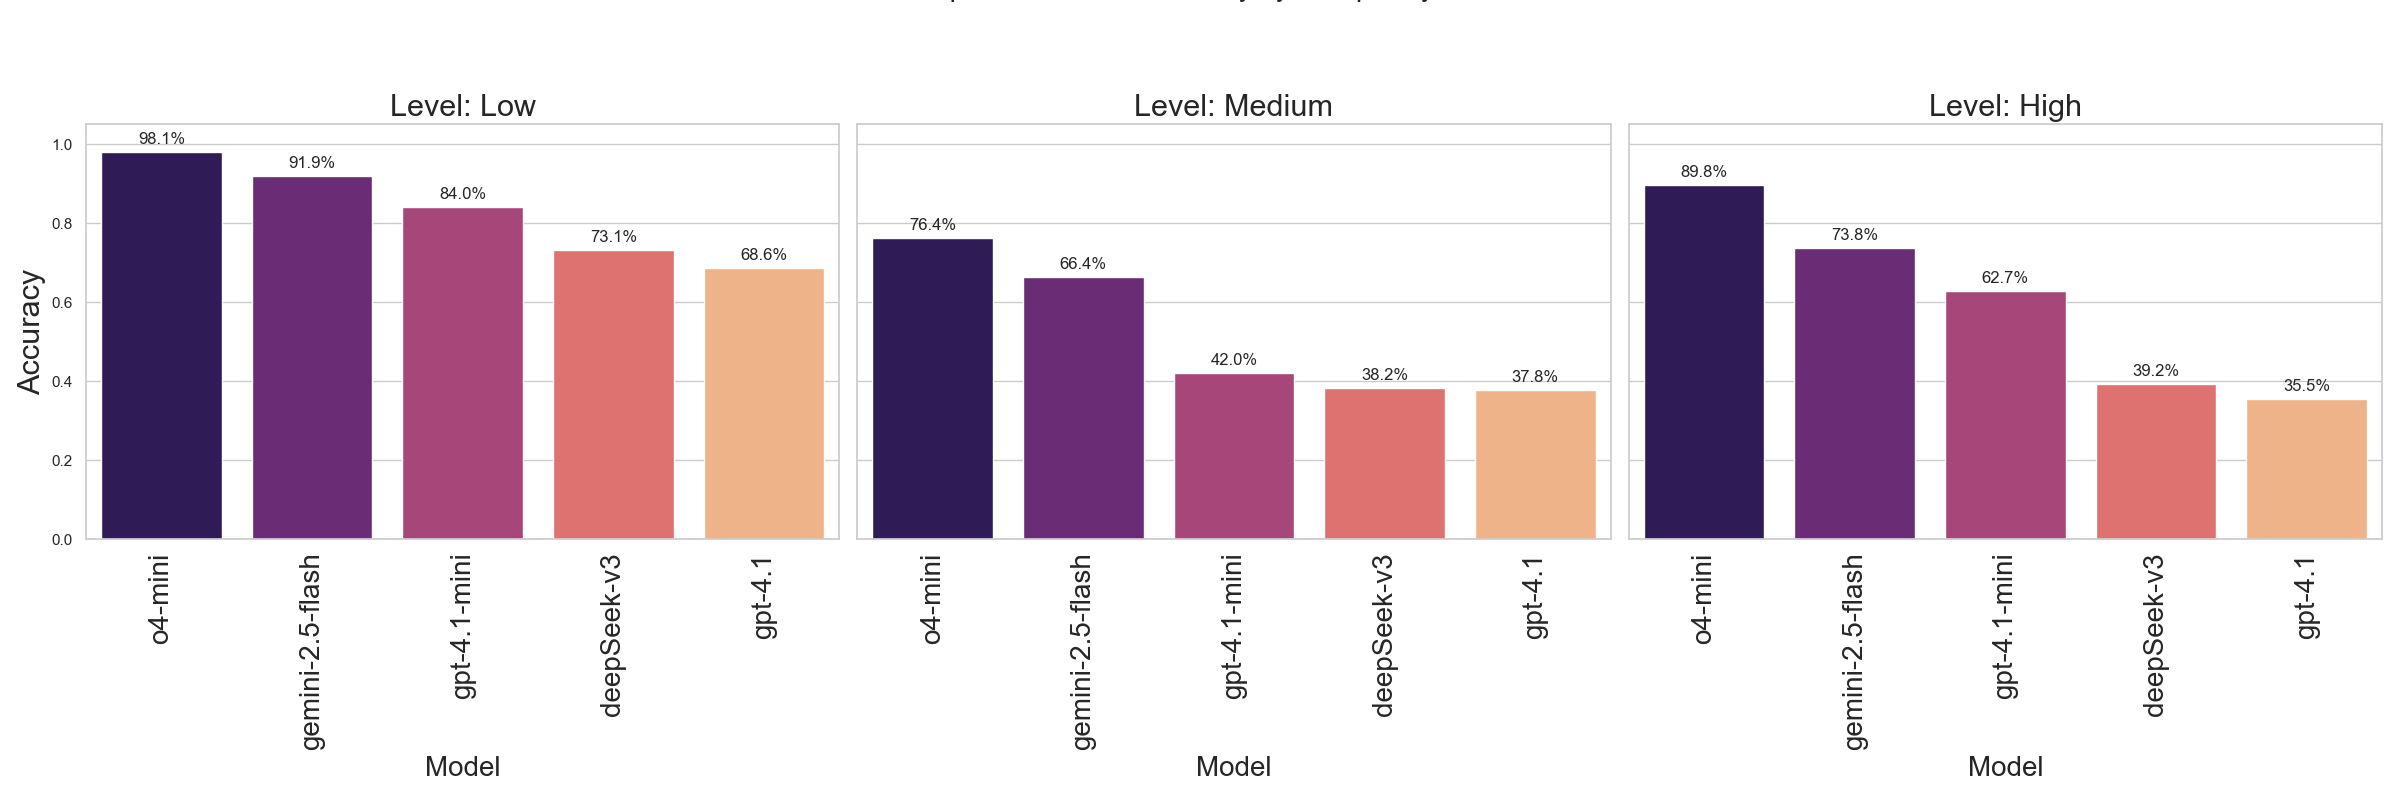 Level: Low
Level: Medium
Level: High
Accuracy
1.0
0.8
0.6
0.4
0.2
0.0
98.1%
91.9%
84.0%
73.1%
68.6%
76.4%
66.4%
42.0%
38.2%
37.8%
89.8%
73.8%
62.7%
39.2%
35.5%
o4-mini
gemini-2.5-flash
gpt-4.1-mini
deepSeek-v3
gpt-4.1
o4-mini
gemini-2.5-flash
gpt-4.1-mini
deepSeek-v3
gpt-4.1
o4-mini
gemini-2.5-flash
gpt-4.1-mini
deepSeek-v3
gpt-4.1
Model
Model
Model